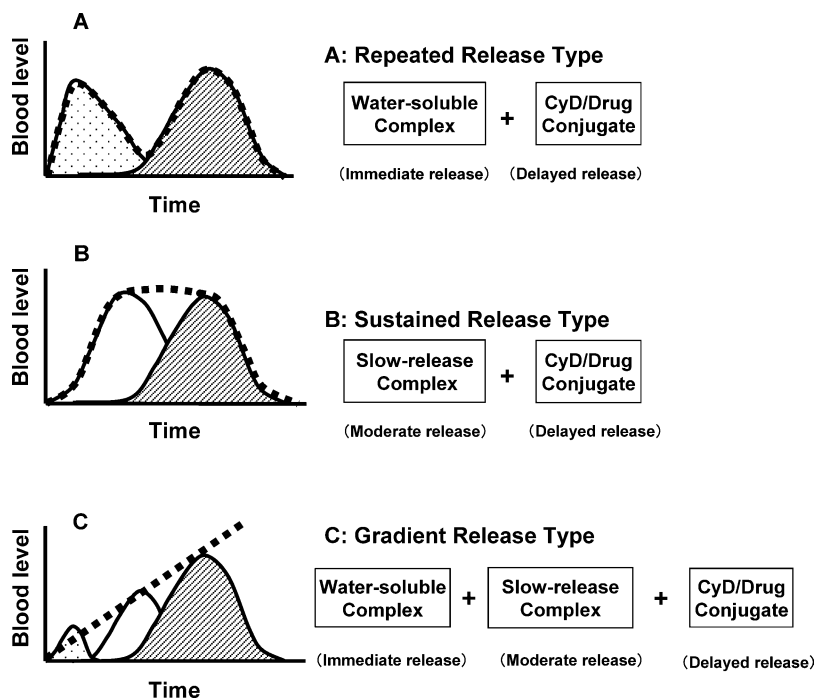 A
Blood level
Time
A: Repeated Release Type
Water-soluble
Complex
+
CyD/Drug
Conjugate
(Immediate release)
(Delayed release)
B
Blood level
Time
B: Sustained Release Type
Slow-release
Complex
+
CyD/Drug
Conjugate
(Moderate release)
(Delayed release)
C
Blood level
Time
C: Gradient Release Type
Water-soluble
Complex
+
Slow-release
Complex
+
CyD/Drug
Conjugate
(Immediate release)
(Moderate release)
(Delayed release)